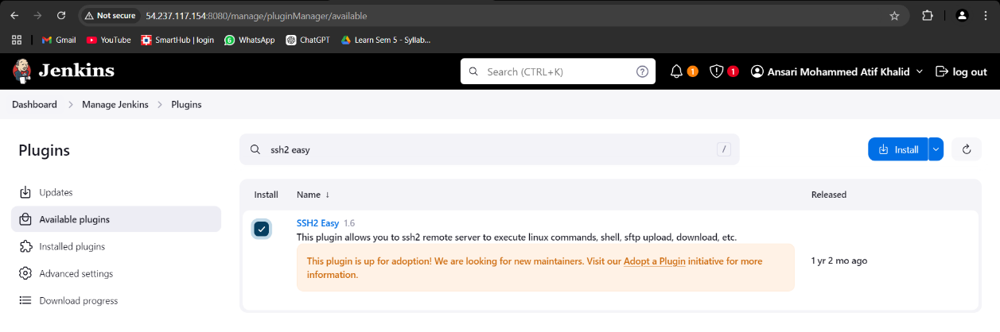 Not secure 54.237.117.154:8080/manage/pluginManager/available
Gmail YouTube SmartHub | login WhatsApp ChatGPT Learn Sem 5 - Syllab...
Jenkins Search (CTRL+K) ? 1 1 Ansari Mohammed Atif Khalid log out
Dashboard > Manage Jenkins > Plugins
Plugins
ssh2 easy /
Install
Updates
Available plugins
Installed plugins
Advanced settings
Download progress
Install Name ↓ Released
SSH2 Easy 1.6
This plugin allows you to ssh2 remote server to execute linux commands, shell, sftp upload, download, etc.
This plugin is up for adoption! We are looking for new maintainers. Visit our Adopt a Plugin initiative for more
information.
1 yr 2 mo ago